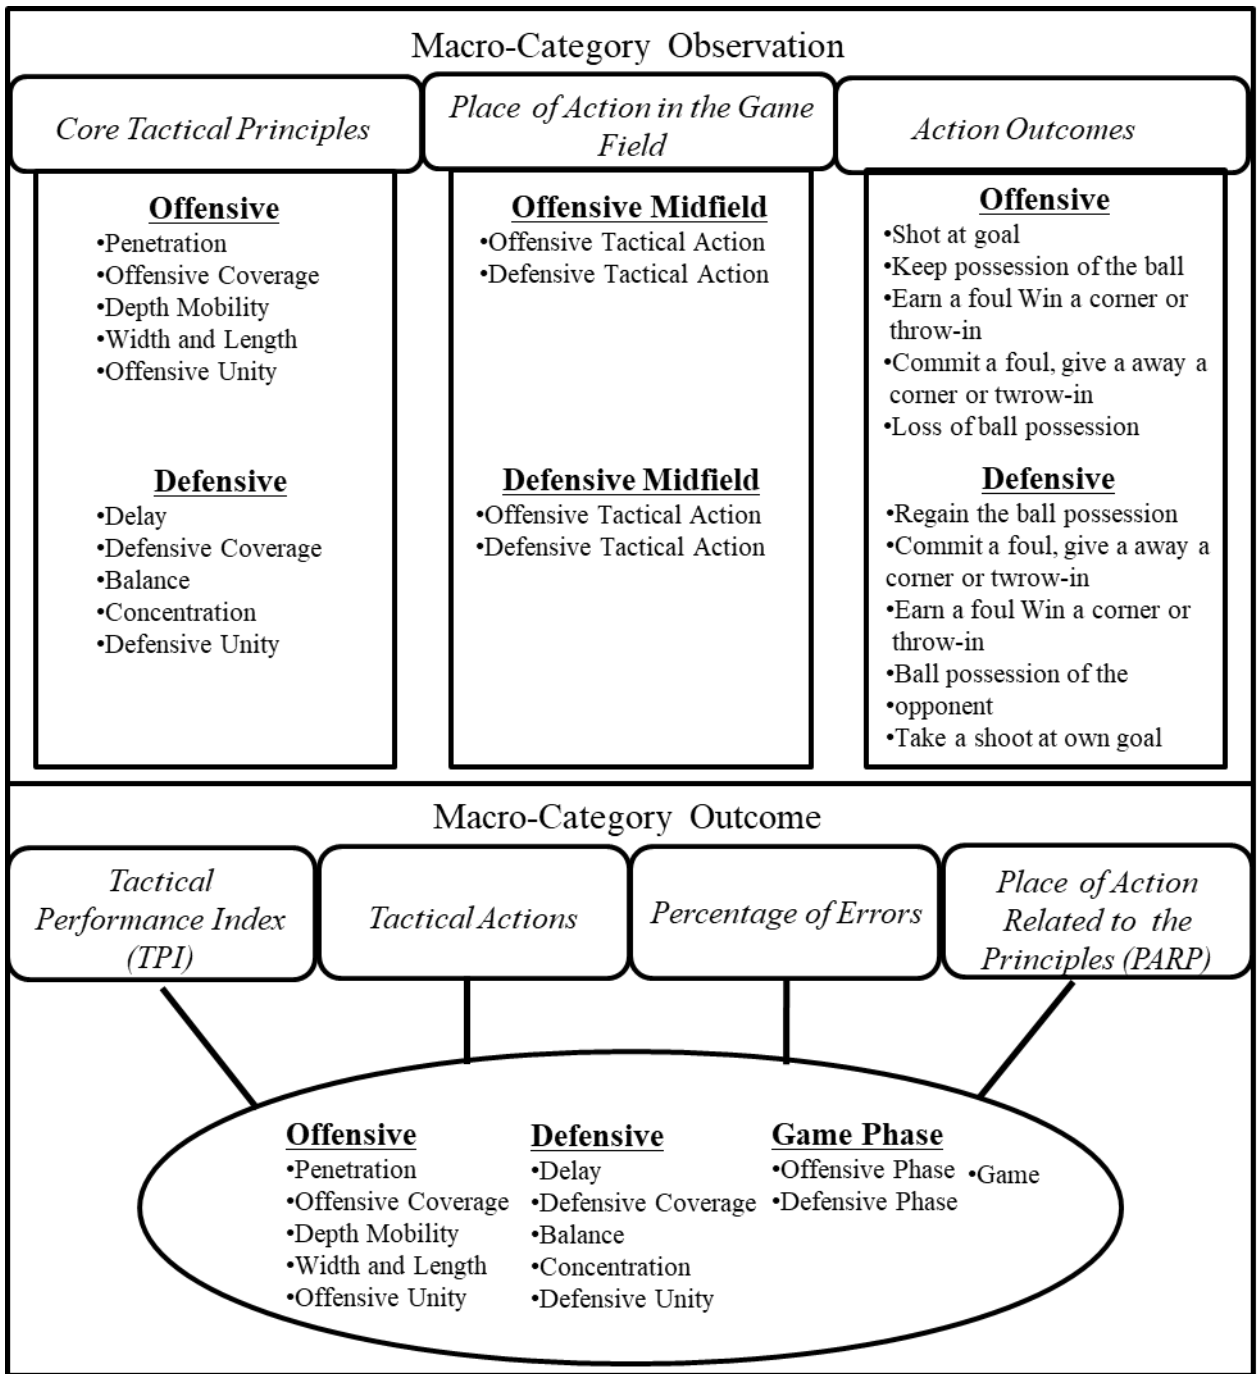 Macro-Category Observation
Core Tactical Principles
Offensive
•Penetration
•Offensive Coverage
•Depth Mobility
•Width and Length
•Offensive Unity
Defensive
•Delay
•Defensive Coverage
•Balance
•Concentration
•Defensive Unity
Place of Action in the Game
Field
Offensive Midfield
•Offensive Tactical Action
•Defensive Tactical Action
Defensive Midfield
•Offensive Tactical Action
•Defensive Tactical Action
Action Outcomes
Offensive
•Shot at goal
•Keep possession of the ball
•Earn a foul Win a corner or
throw-in
•Commit a foul, give a away a
corner or twrow-in
•Loss of ball possession
Defensive
•Regain the ball possession
•Commit a foul, give a away a
corner or twrow-in
•Earn a foul Win a corner or
throw-in
•Ball possession of the
•opponent
•Take a shoot at own goal
Macro-Category Outcome
Tactical
Performance Index
(TPI)
Tactical Actions
Percentage of Errors
Place of Action
Related to the
Principles (PARP)
Offensive
•Penetration
•Offensive Coverage
•Depth Mobility
•Width and Length
•Offensive Unity
Defensive
•Delay
•Defensive Coverage
•Balance
•Concentration
•Defensive Unity
Game Phase
•Offensive Phase •Game
•Defensive Phase